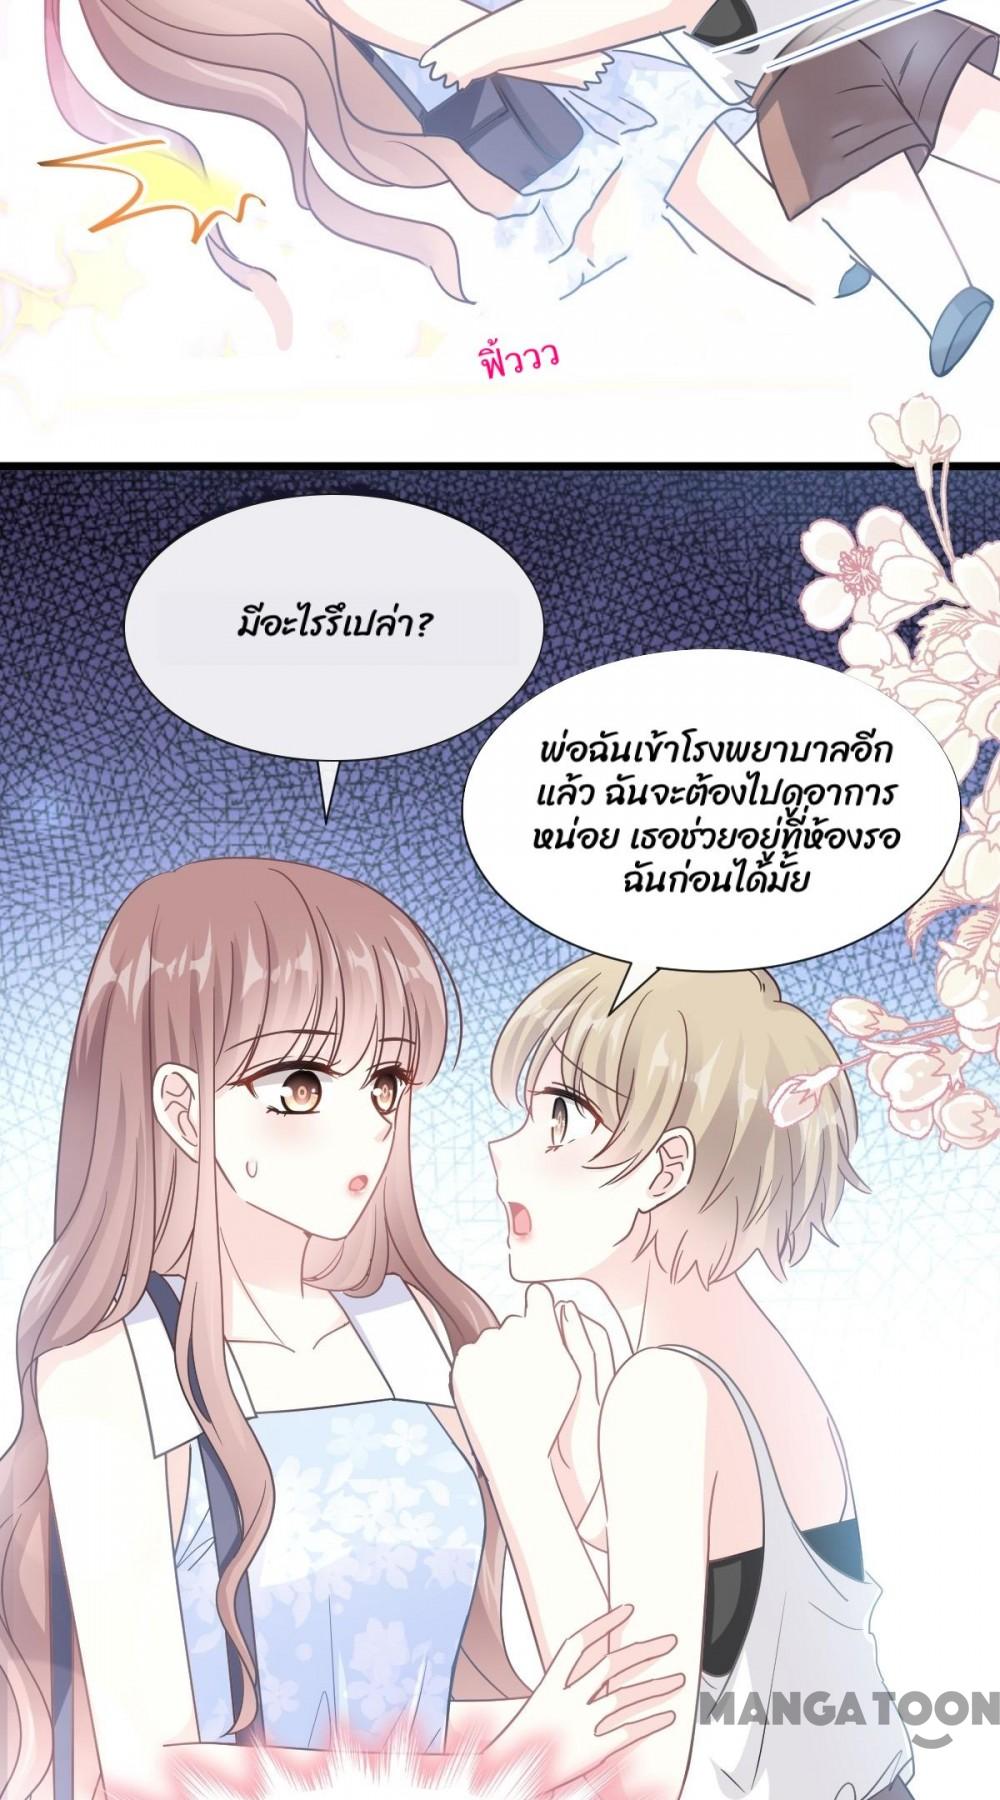 ฟิ้ววว
มีอะไรรึเปล่า?
พ่อฉันเข้าโรงพยาบาลอีก
แล้ว ฉันจะต้องไปดูอาการ
หน่อย เธอช่วยอยู่ที่ห้องรอ
ฉันก่อนได้มั้ย
MANGATOON